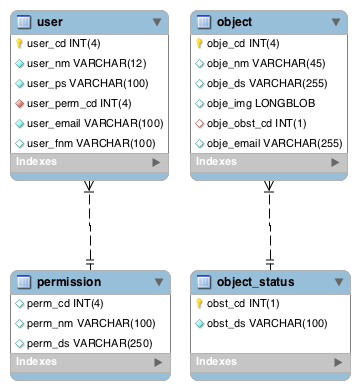 user
user_cd INT(4)
user_nm VARCHAR(12)
user_ps VARCHAR(100)
user_perm_cd INT(4)
user_email VARCHAR(100)
user_fnm VARCHAR(100)
Indexes
object
obje_cd INT(4)
obje_nm VARCHAR(45)
obje_ds VARCHAR(255)
obje_img LONGBLOB
obje_obst_cd INT(1)
obje_email VARCHAR(255)
Indexes
permission
perm_cd INT(4)
perm_nm VARCHAR(100)
perm_ds VARCHAR(250)
Indexes
object_status
obst_cd INT(1)
obst_ds VARCHAR(100)
Indexes